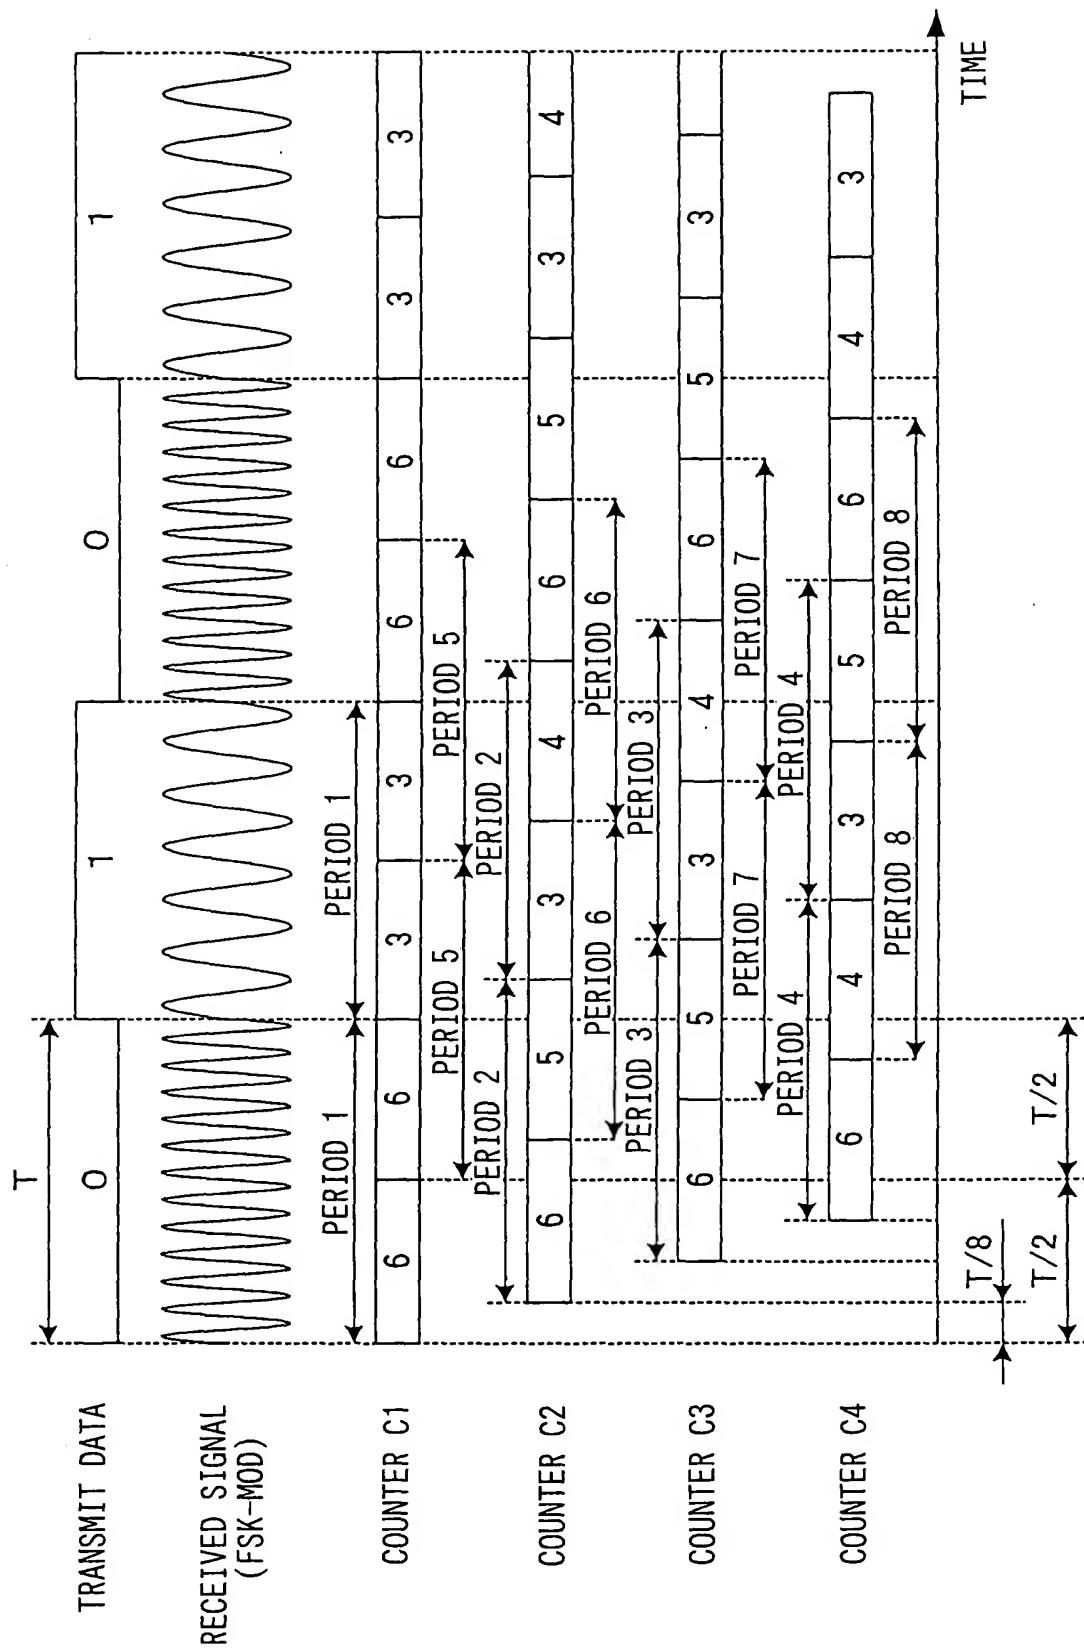 T
TRANSMIT DATA 0 1 0 1
RECEIVED SIGNAL
(FSK-MOD)
PERIOD 1 PERIOD 1
COUNTER C1 6 6 3 3 6 6 3 3
PERIOD 5 PERIOD 5
PERIOD 2 PERIOD 2
COUNTER C2 6 5 3 4 6 5 3 4
PERIOD 6 PERIOD 6
PERIOD 3 PERIOD 3
COUNTER C3 6 5 3 4 6 5 3
PERIOD 7 PERIOD 7
PERIOD 4 PERIOD 4
COUNTER C4 6 4 3 5 6 4 3
PERIOD 8 PERIOD 8
TIME
T/8
T/2 T/2